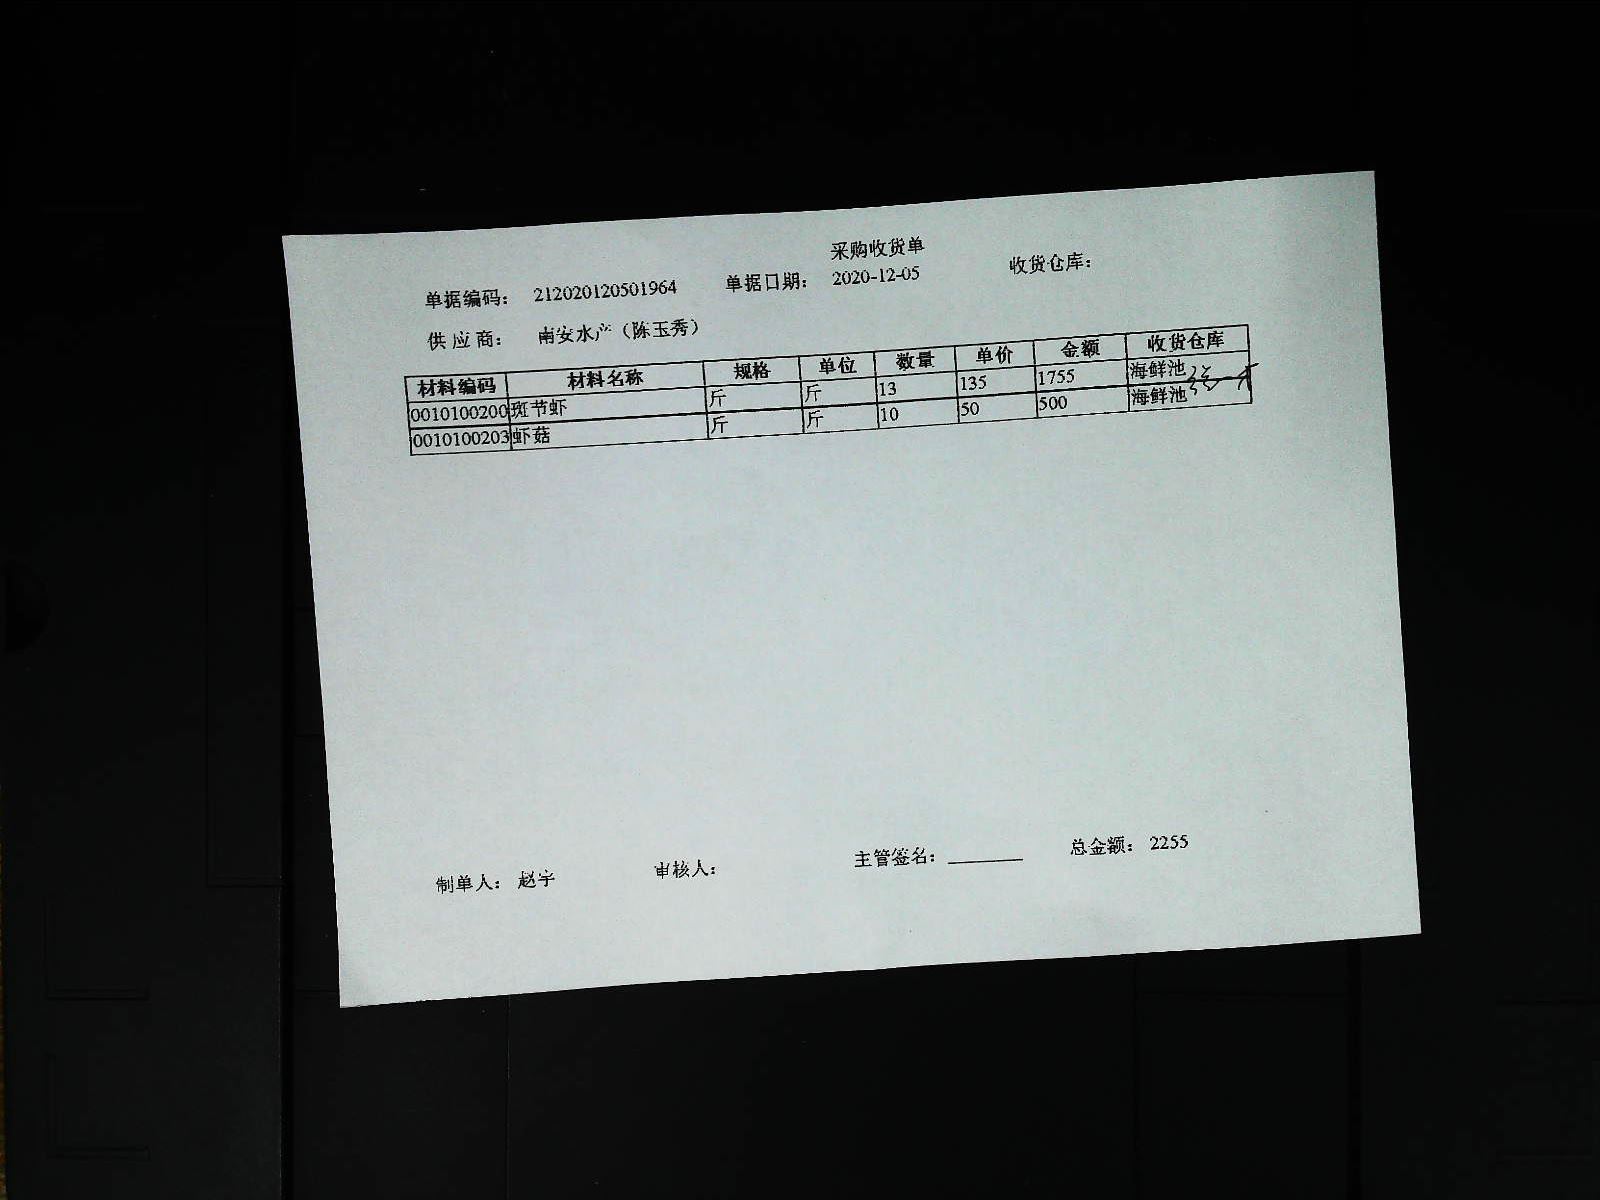 采购收货单
单据编码： 212020120501964 单据日期： 2020-12-05 收货仓库：
供应商： 南安水产（陈玉秀）
材料编码 材料名称 规格 单位 数量 单价 金额 收货仓库
0010100200 斑节虾 斤 斤 13 135 1755 海鲜池
0010100203 虾菇 斤 斤 10 50 500 海鲜池
制单人： 赵宇 审核人： 主管签名： 总金额： 2255